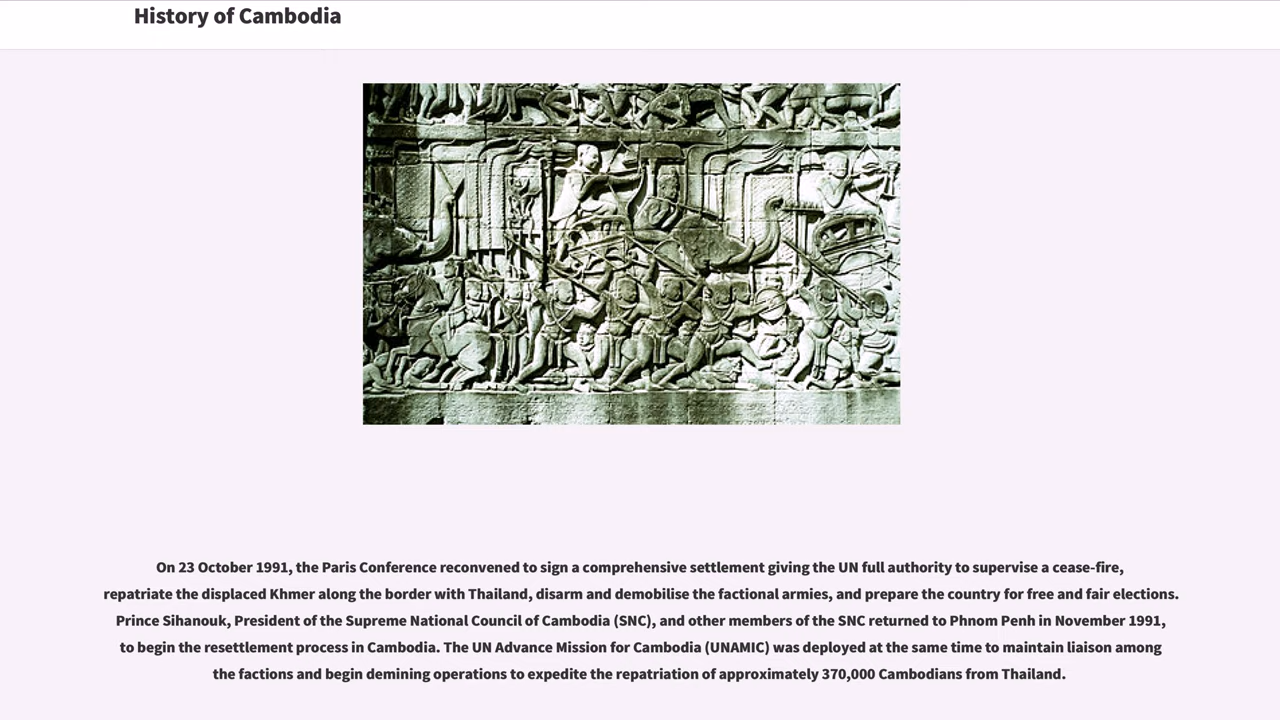 History of Cambodia
On 23 October 1991, the Paris Conference reconvened to sign a comprehensive settlement giving the UN full authority to supervise a cease-fire,
repatriate the displaced Khmer along the border with Thailand, disarm and demobilise the factional armies, and prepare the country for free and fair elections.
Prince Sihanouk, President of the Supreme National Council of Cambodia (SNC), and other members of the SNC returned to Phnom Penh in November 1991,
to begin the resettlement process in Cambodia. The UN Advance Mission for Cambodia (UNAMIC) was deployed at the same time to maintain liaison among
the factions and begin demining operations to expedite the repatriation of approximately 370,000 Cambodians from Thailand.